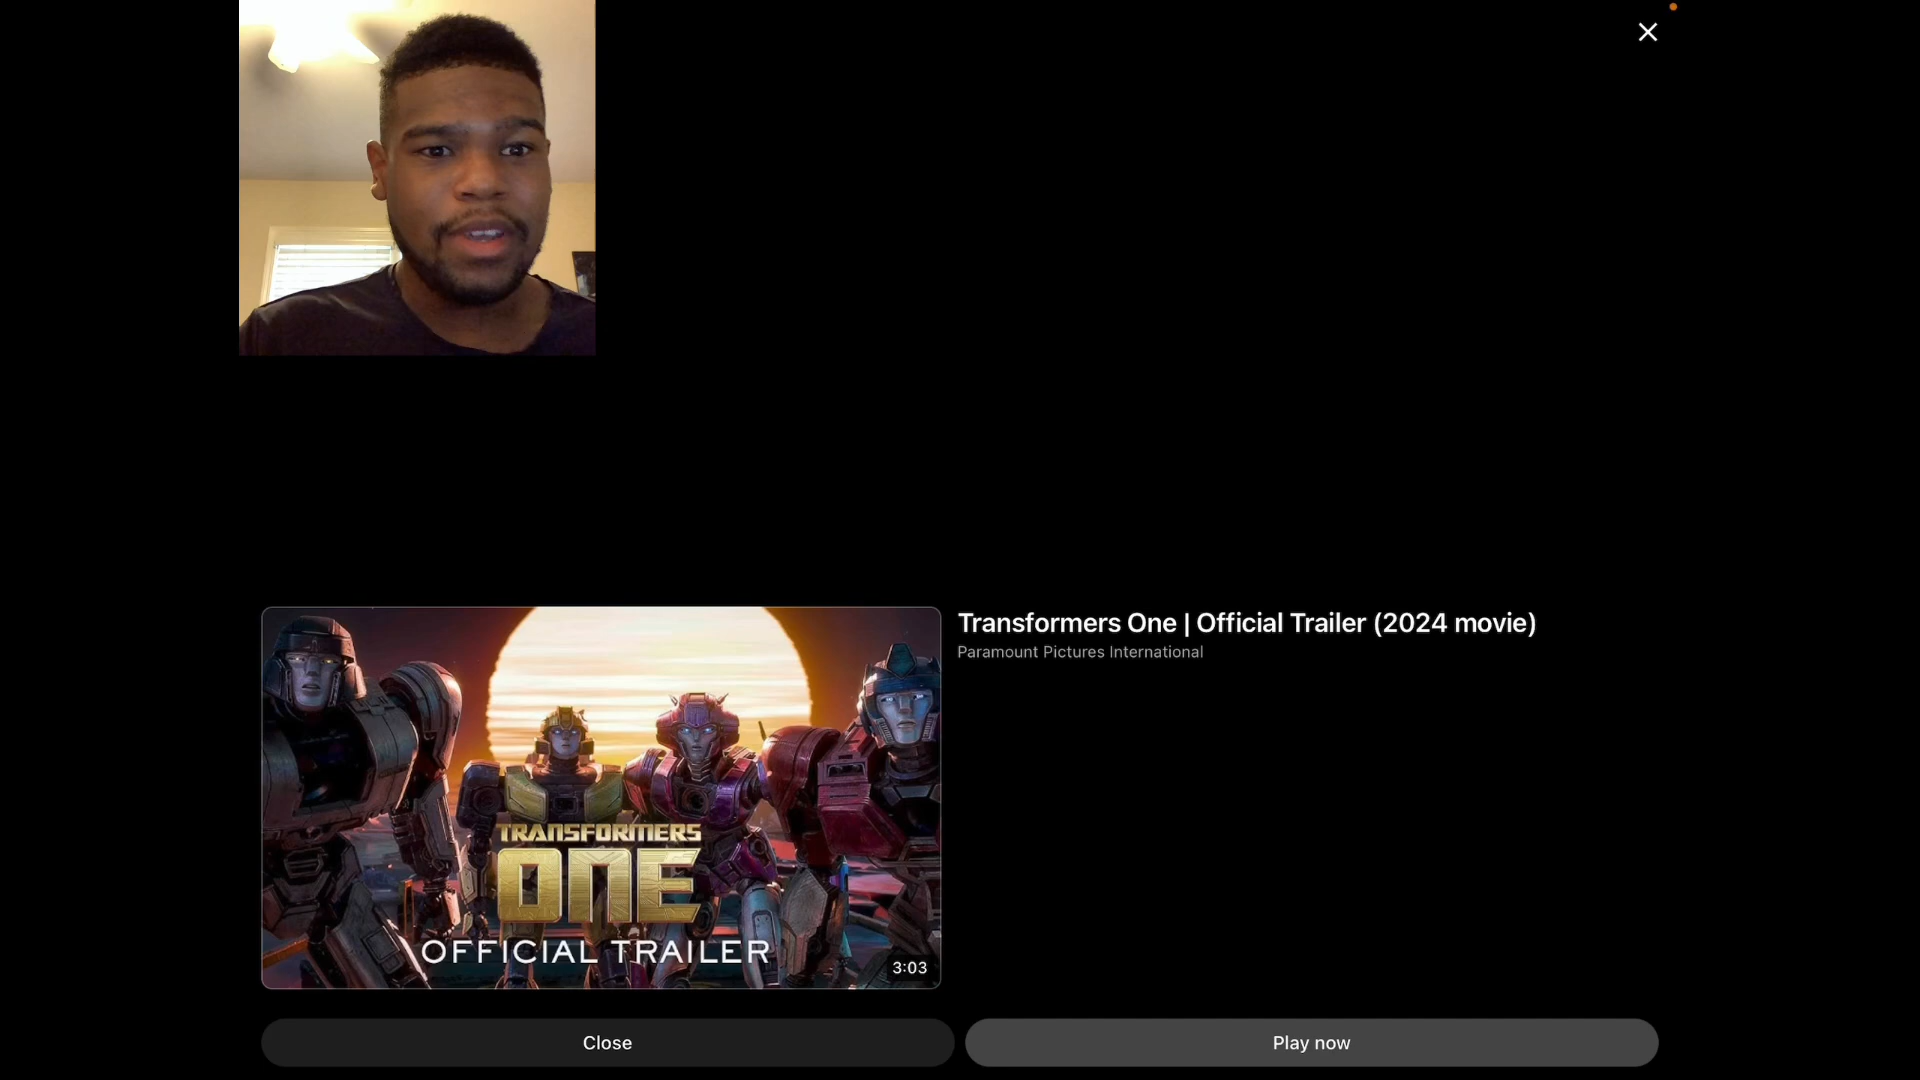 Transformers One | Official Trailer (2024 movie)
Paramount Pictures International
TRANSFORMERS
ONE
OFFICIAL TRAILER
3:03
Close
Play now